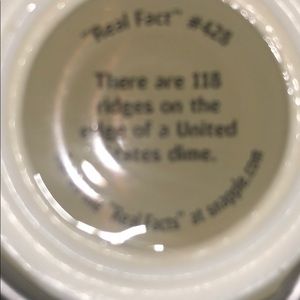 "Real Fact" #428
There are 118
ridges on the
edge of a United
States dime.
"Real Facts" at snapple.com